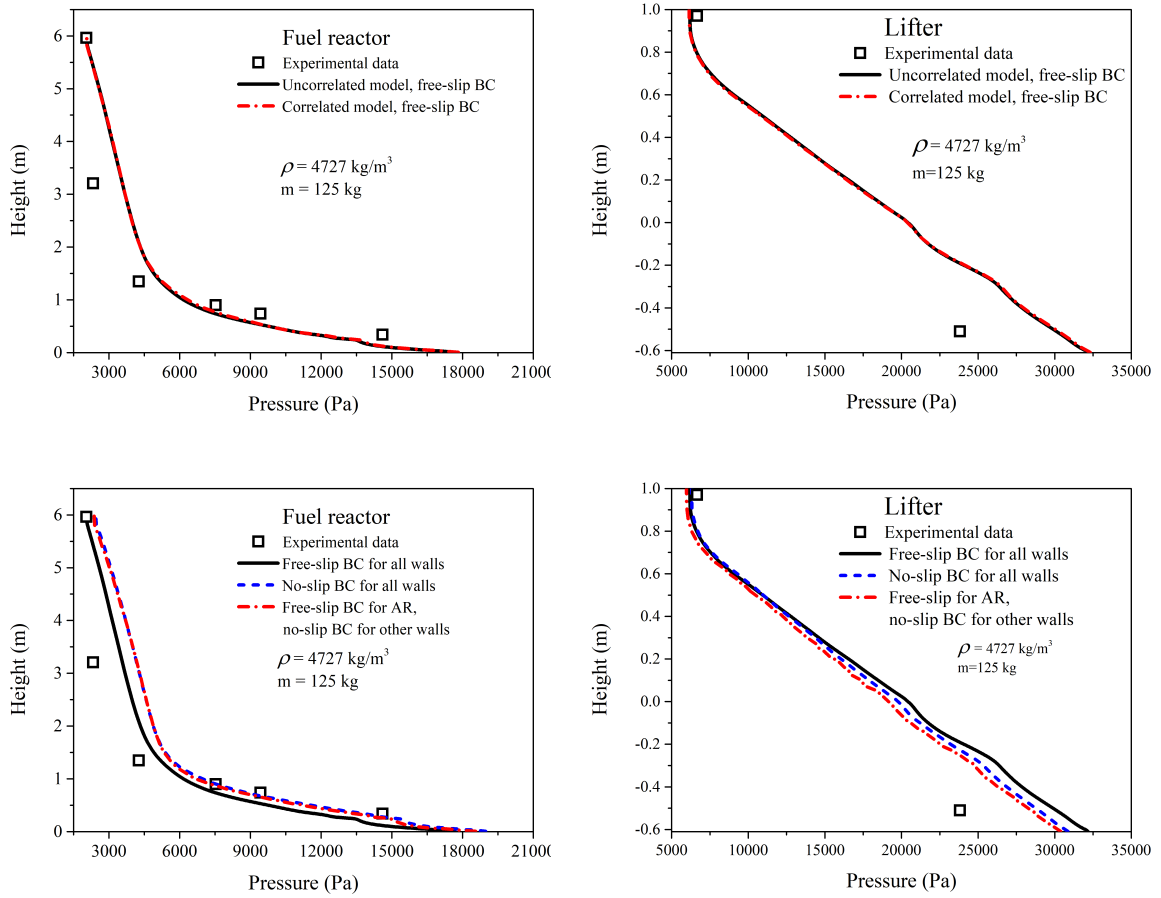 Fuel reactor
Experimental data
Uncorrelated model, free-slip BC
Correlated model, free-slip BC
ρ = 4727 kg/m³
m = 125 kg
Height (m)
6
5
4
3
2
1
0
3000 6000 9000 12000 15000 18000 21000
Pressure (Pa)
Lifter
Experimental data
Uncorrelated model, free-slip BC
Correlated model, free-slip BC
ρ = 4727 kg/m³
m=125 kg
Height (m)
1.0
0.8
0.6
0.4
0.2
0.0
-0.2
-0.4
-0.6
5000 10000 15000 20000 25000 30000 35000
Pressure (Pa)
Fuel reactor
Experimental data
Free-slip BC for all walls
No-slip BC for all walls
Free-slip BC for AR,
no-slip BC for other walls
ρ = 4727 kg/m³
m = 125 kg
Height (m)
6
5
4
3
2
1
0
3000 6000 9000 12000 15000 18000 21000
Pressure (Pa)
Lifter
Experimental data
Free-slip BC for all walls
No-slip BC for all walls
Free-slip for AR,
no-slip BC for other walls
ρ = 4727 kg/m³
m=125 kg
Height (m)
1.0
0.8
0.6
0.4
0.2
0.0
-0.2
-0.4
-0.6
5000 10000 15000 20000 25000 30000 35000
Pressure (Pa)